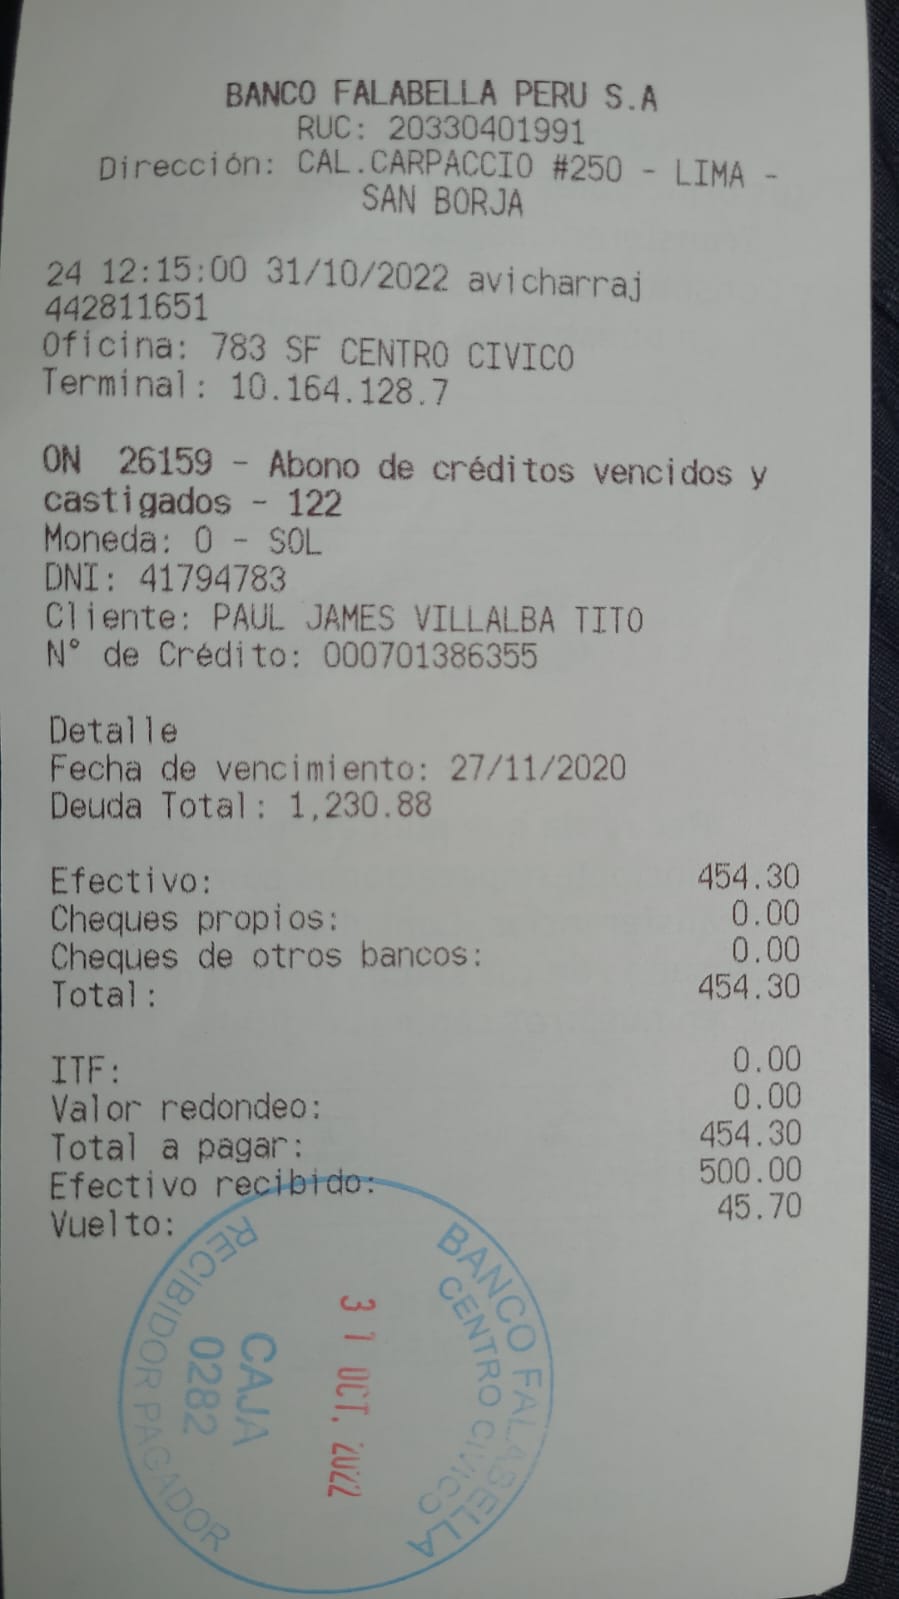 BANCO FALABELLA PERU S.A
RUC: 20330401991
Dirección: CAL.CARPACCIO #250 - LIMA -
SAN BORJA
24 12:15:00 31/10/2022 avicharraj
442811651
Oficina: 783 SF CENTRO CIVICO
Terminal: 10.164.128.7
ON 26159 - Abono de créditos vencidos y
castigados - 122
Moneda: 0 - SOL
DNI: 41794783
Cliente: PAUL JAMES VILLALBA TITO
N° de Crédito: 000701386355
Detalle
Fecha de vencimiento: 27/11/2020
Deuda Total: 1,230.88
Efectivo: 454.30
Cheques propios: 0.00
Cheques de otros bancos: 0.00
Total: 454.30
ITF: 0.00
Valor redondeo: 0.00
Total a pagar: 454.30
Efectivo recibido: 500.00
Vuelto: 45.70
BANCO FALABELLA
CENTRO CIVICO
31 OCT. 2022
CAJA
0282
RECIBIDOR PAGADOR